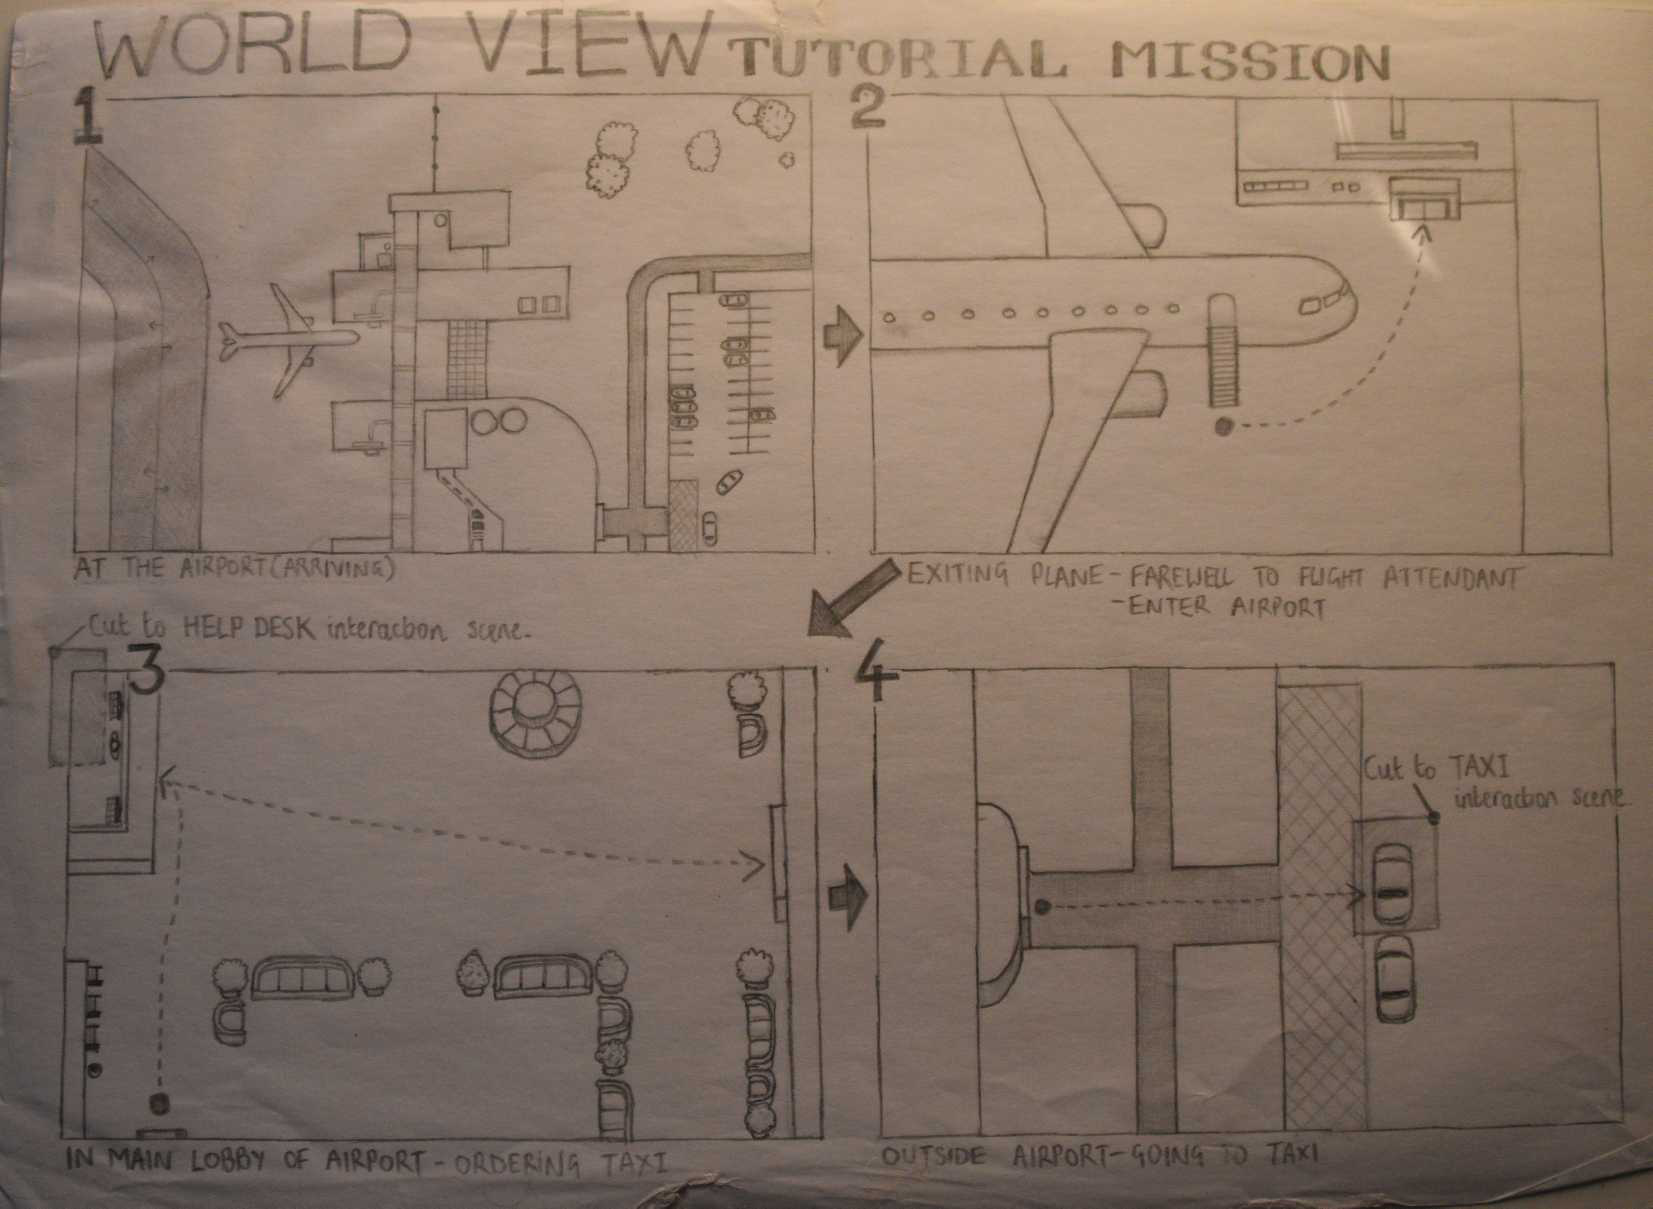 WORLD VIEW TUTORIAL MISSION
1
2
AT THE AIRPORT (ARRIVING)
EXITING PLANE - FAREWELL TO FLIGHT ATTENDANT
- ENTER AIRPORT
Cut to HELP DESK interaction scene.
3
4
Cut to TAXI
interaction scene.
IN MAIN LOBBY OF AIRPORT - ORDERING TAXI
OUTSIDE AIRPORT - GOING TO TAXI